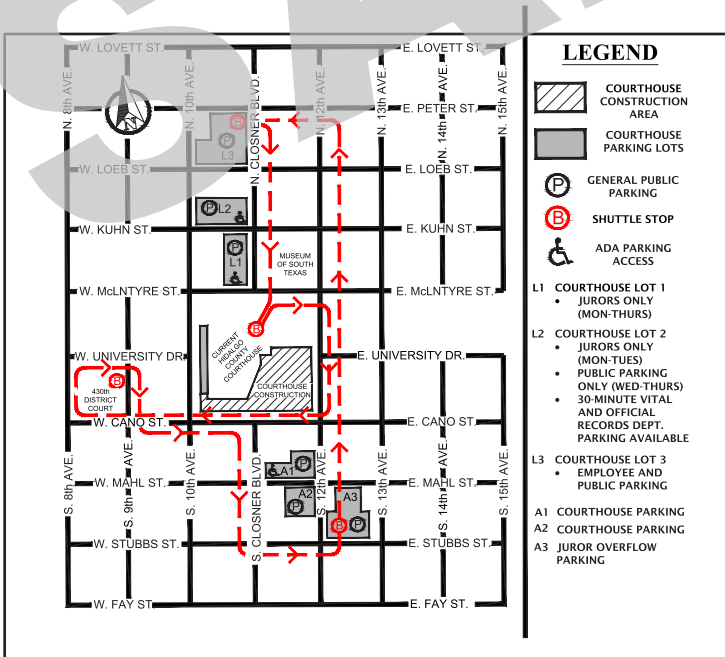 SA
W. LOVETT ST.
E. LOVETT ST.
N. 8th AVE.
N. 10th AVE.
N. CLOSNER BLVD.
N. 12th AVE.
N. 13th AVE.
N. 14th AVE.
N. 15th AVE.
N
E. PETER ST.
B
P
L3
W. LOEB ST.
E. LOEB ST.
P
L2
W. KUHN ST.
E. KUHN ST.
P
L1
MUSEUM
OF SOUTH
TEXAS
W. McLNTYRE ST.
E. McLNTYRE ST.
B
CURRENT
HIDALGO
COUNTY
COURTHOUSE
W. UNIVERSITY DR.
E. UNIVERSITY DR.
B
430th
DISTRICT
COURT
COURTHOUSE
CONSTRUCTION
W. CANO ST.
E. CANO ST.
S. 8th AVE.
S. 9th AVE.
S. 10th AVE.
S. CLOSNER BLVD.
S. 12th AVE.
S. 13th AVE.
S. 14th AVE.
S. 15th AVE.
A1
P
W. MAHL ST.
E. MAHL ST.
A2
P
A3
B
P
W. STUBBS ST.
E. STUBBS ST.
W. FAY ST.
E. FAY ST.
LEGEND
COURTHOUSE
CONSTRUCTION
AREA
COURTHOUSE
PARKING LOTS
P
GENERAL PUBLIC
PARKING
B
SHUTTLE STOP
ADA PARKING
ACCESS
L1 COURTHOUSE LOT 1
• JURORS ONLY
(MON-THURS)
L2 COURTHOUSE LOT 2
• JURORS ONLY
(MON-TUES)
• PUBLIC PARKING
ONLY (WED-THURS)
• 30-MINUTE VITAL
AND OFFICIAL
RECORDS DEPT.
PARKING AVAILABLE
L3 COURTHOUSE LOT 3
• EMPLOYEE AND
PUBLIC PARKING
A1 COURTHOUSE PARKING
A2 COURTHOUSE PARKING
A3 JUROR OVERFLOW
PARKING